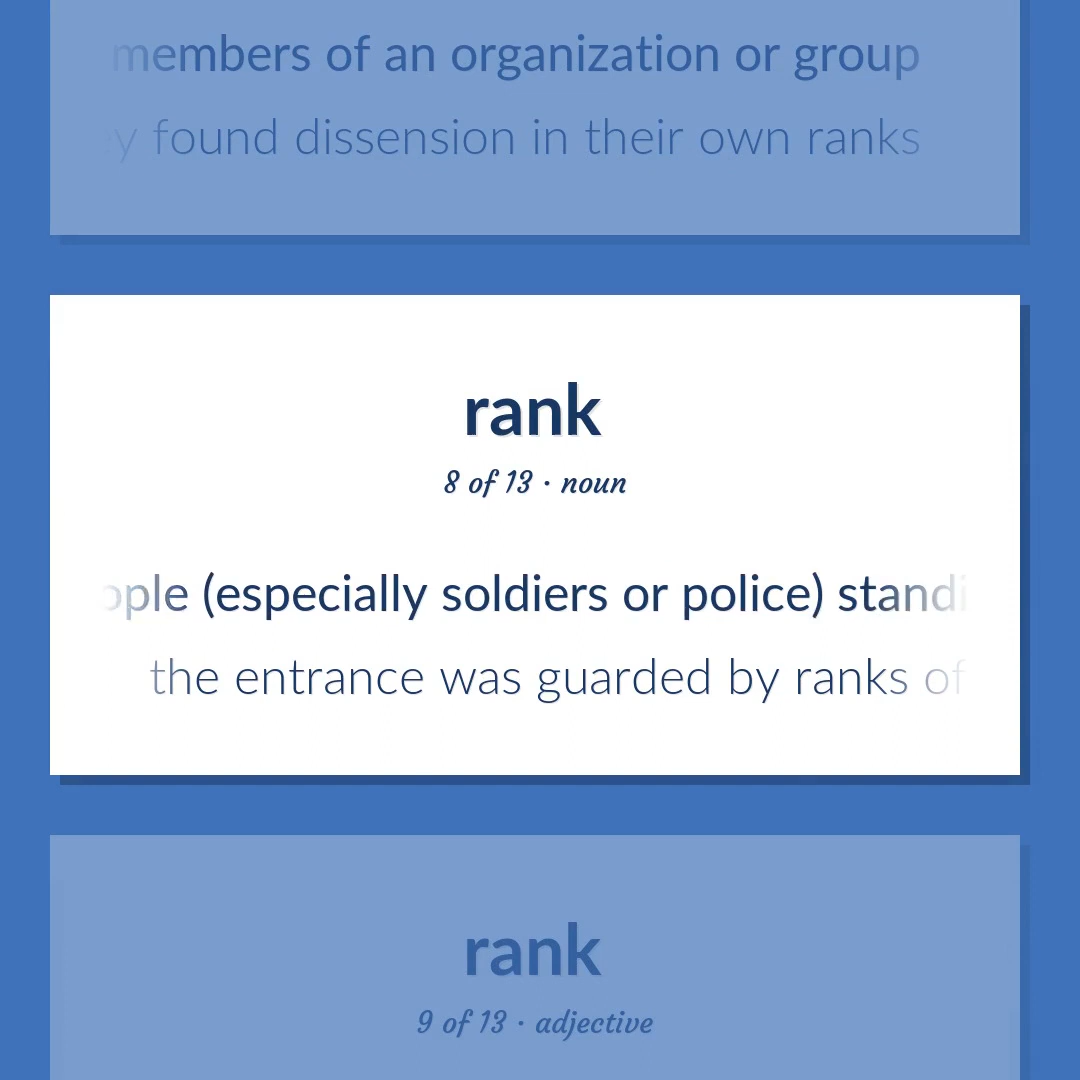 members of an organization or group
found dissension in their own ranks
rank
8 of 13 · noun
(especially soldiers or police)
the entrance was guarded by ranks of
rank
9 of 13 · adjective